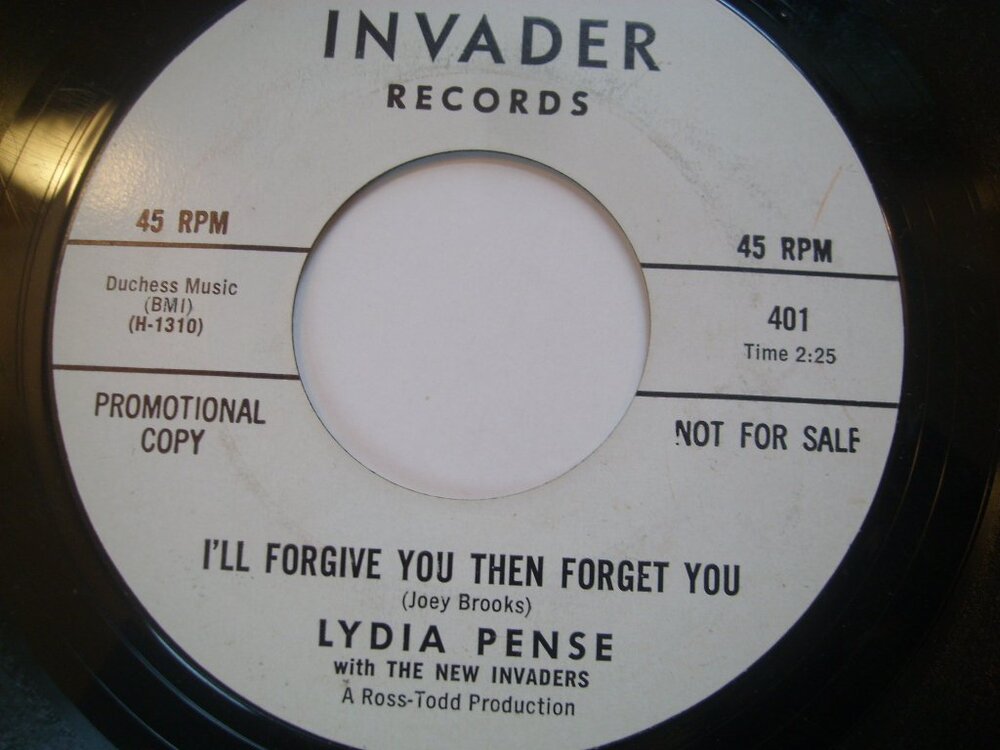 INVADER
RECORDS
45 RPM
Duchess Music
(BMI)
(H-1310)
PROMOTIONAL
COPY
45 RPM
401
Time 2:25
NOT FOR SALE
I'LL FORGIVE YOU THEN FORGET YOU
(Joey Brooks)
LYDIA PENSE
with THE NEW INVADERS
A Ross-Todd Production